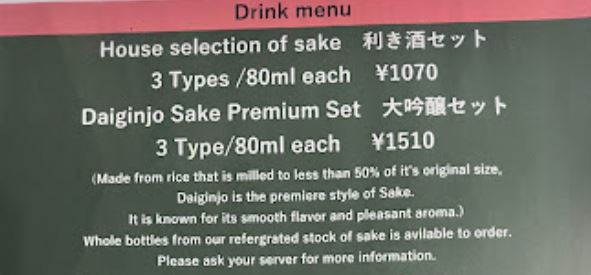 Drink menu
House selection of sake 利き酒セット
3 Types /80ml each ¥1070
Daiginjo Sake Premium Set 大吟醸セット
3 Type/80ml each ¥1510
(Made from rice that is milled to less than 50% of it's original size,
Daiginjo is the premiere style of Sake.
It is known for its smooth flavor and pleasant aroma.)
Whole bottles from our refergrated stock of sake is avilable to order.
Please ask your server for more information.